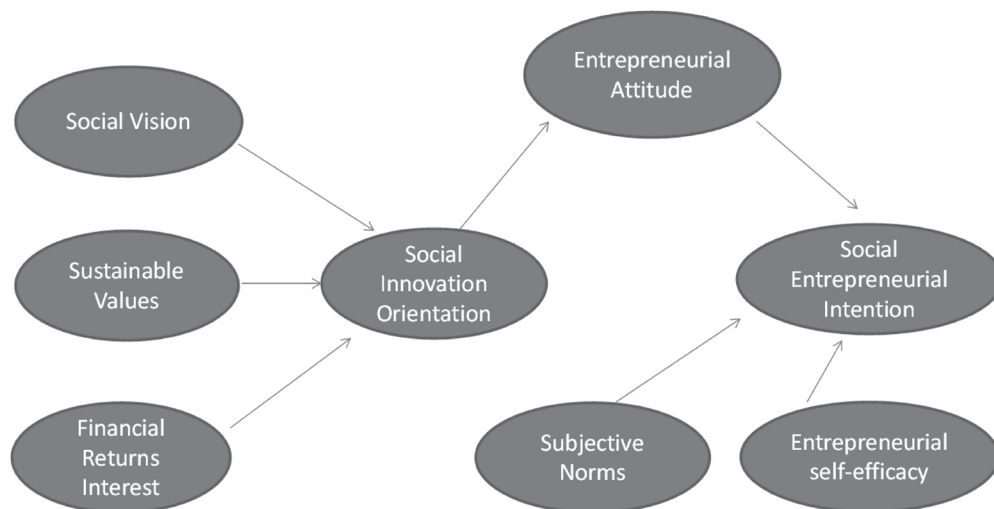 Entrepreneurial
Attitude
Social Vision
Sustainable
Values
Social
Innovation
Orientation
Social
Entrepreneurial
Intention
Financial
Returns
Interest
Subjective
Norms
Entrepreneurial
self-efficacy